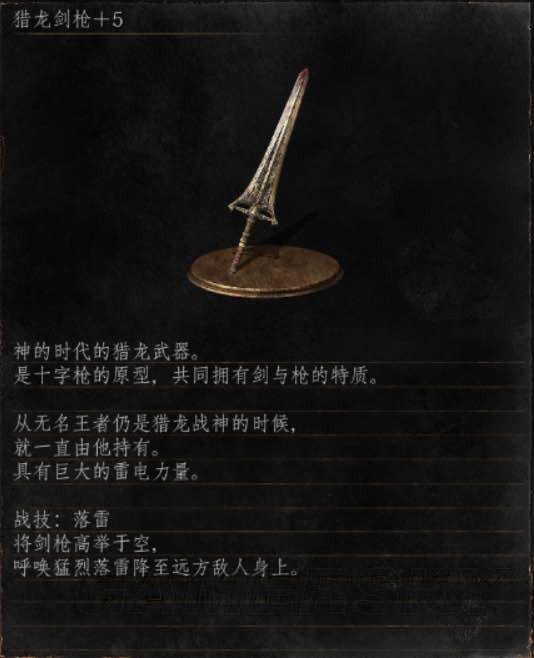 猎龙剑枪+5
神的时代的猎龙武器。
是十字枪的原型，共同拥有剑与枪的特质。
从无名王者仍是猎龙战神的时候，
就一直由他持有。
具有巨大的雷电力量。
战技：落雷
将剑枪高举于空，
呼唤猛烈落雷降至远方敌人身上。
GAMERSKY